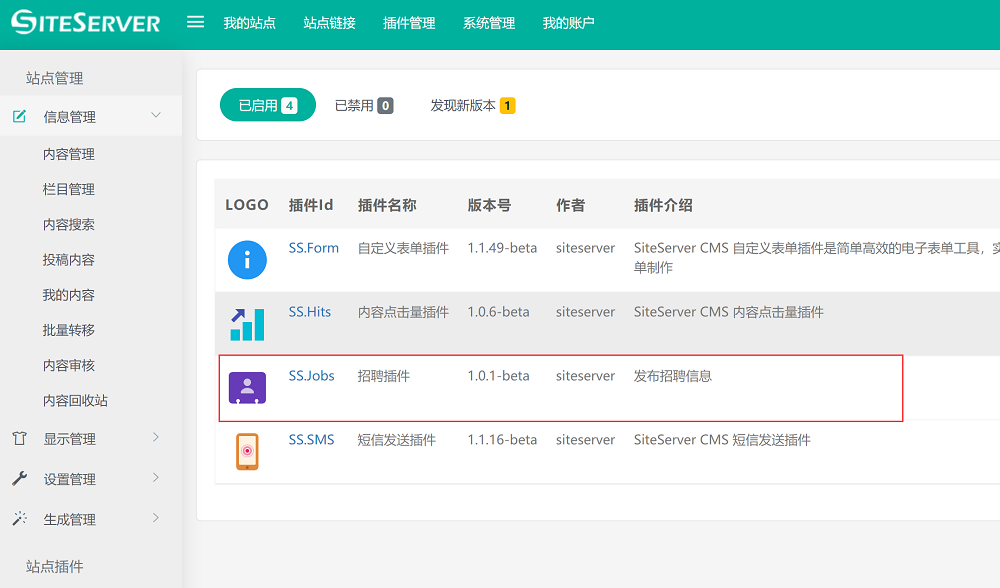 SITESERVER
我的站点 站点链接 插件管理 系统管理 我的账户
站点管理
信息管理
内容管理
栏目管理
内容搜索
投稿内容
我的内容
批量转移
内容审核
内容回收站
显示管理
设置管理
生成管理
站点插件
已启用 4 已禁用 0 发现新版本 1
LOGO 插件Id 插件名称 版本号 作者 插件介绍
SS.Form 自定义表单插件 1.1.49-beta siteserver SiteServer CMS 自定义表单插件是简单高效的电子表单工具，
单制作
SS.Hits 内容点击量插件 1.0.6-beta siteserver SiteServer CMS 内容点击量插件
SS.Jobs 招聘插件 1.0.1-beta siteserver 发布招聘信息
SS.SMS 短信发送插件 1.1.16-beta siteserver SiteServer CMS 短信发送插件